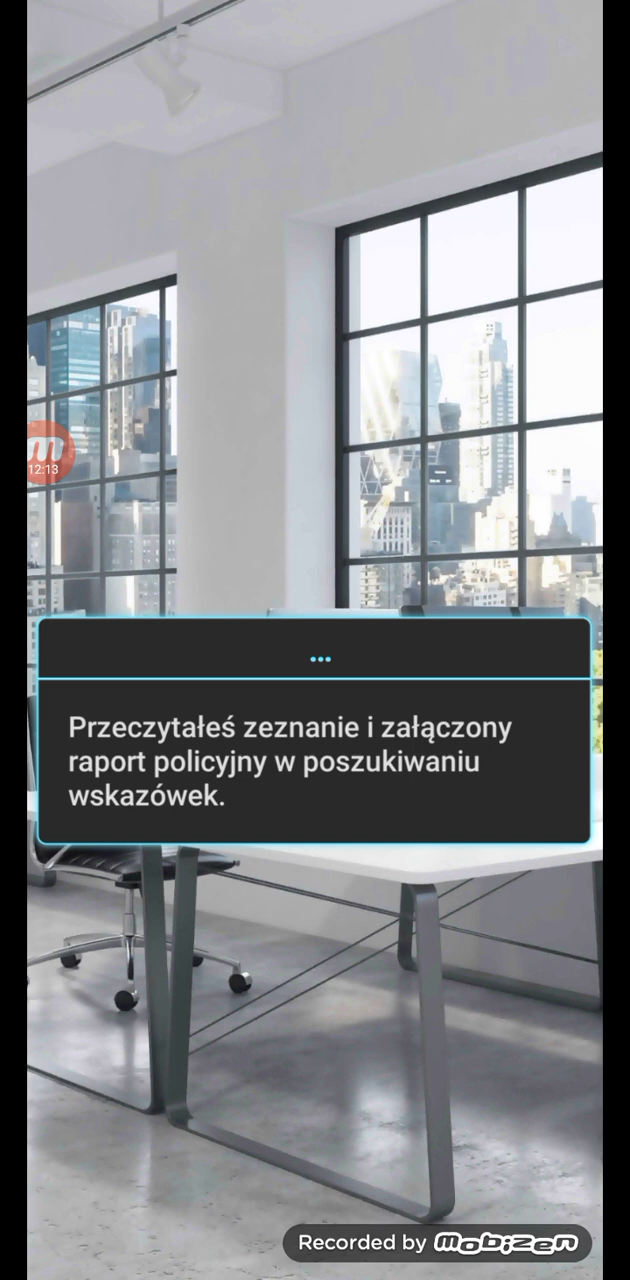 m
12:13
...
Przeczytałeś zeznanie i załączony
raport policyjny w poszukiwaniu
wskazówek.
Recorded by mobizen